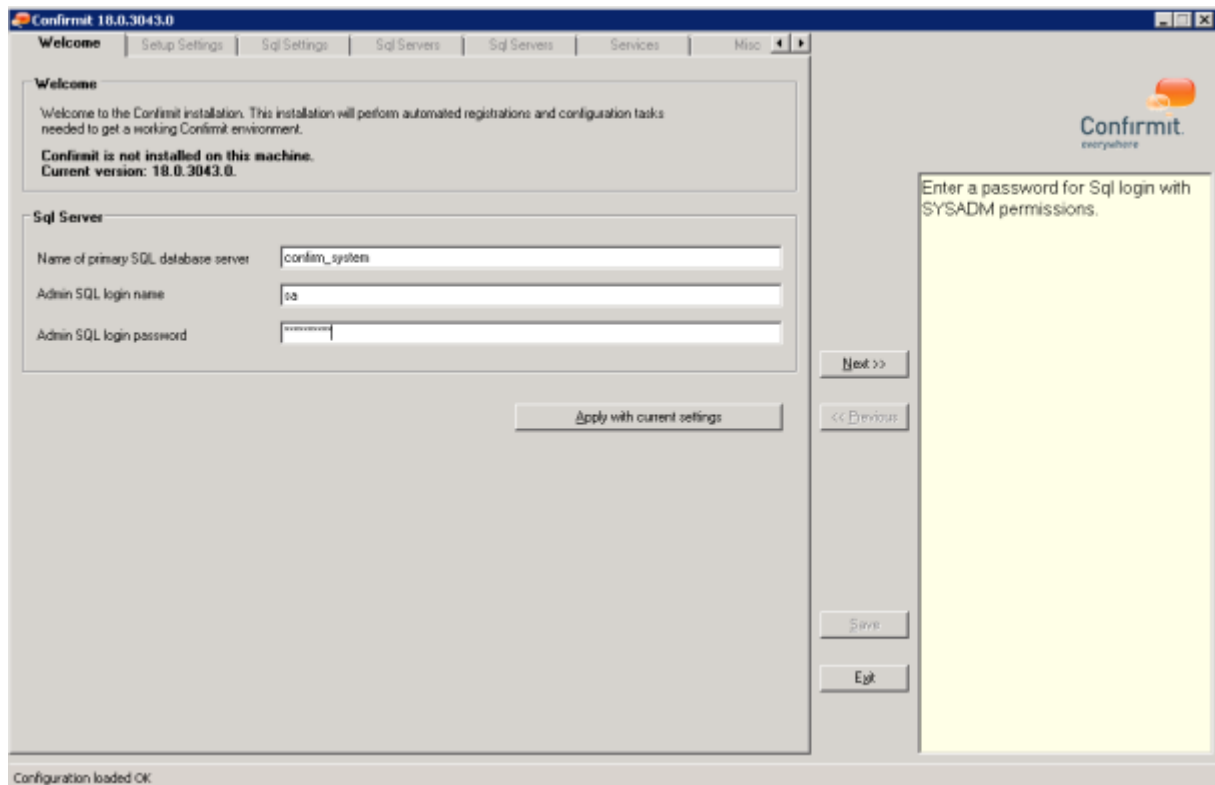 Confirmit 18.0.3043.0
Welcome Setup Settings Sql Settings Sql Servers Sql Servers Services Misc
Welcome
Welcome to the Confirmit installation. This installation will perform automated registrations and configuration tasks
needed to get a working Confirmit environment.
Confirmit is not installed on this machine.
Current version: 18.0.3043.0.
Sql Server
Name of primary SQL database server confirm_system
Admin SQL login name sa
Admin SQL login password **********
Apply with current settings
Next >>
<< Previous
Save
Exit
Confirmit.
everywhere
Enter a password for Sql login with
SYSADM permissions.
Configuration loaded OK